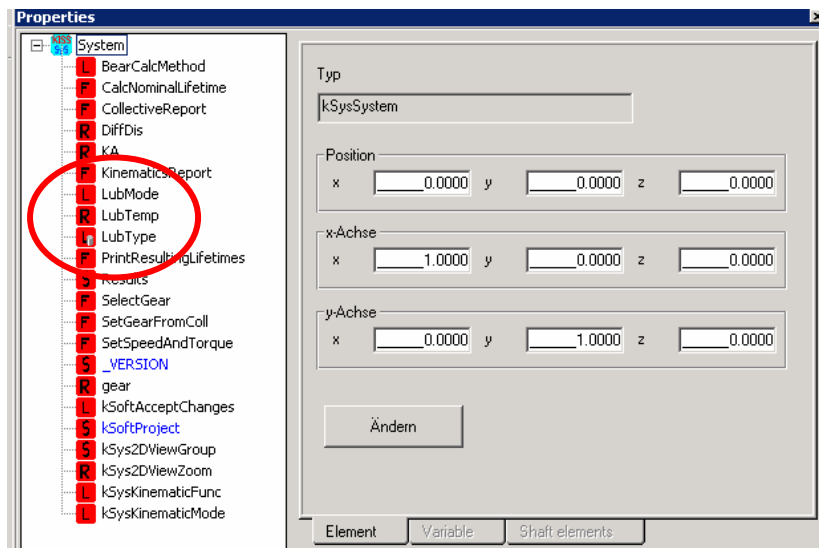 Properties
KISS
S;S System
L BearCalcMethod
F CalcNominalLifetime
F CollectiveReport
R DiffDis
R KA
F KinematicsReport
L LubMode
R LubTemp
L LubType
F PrintResultingLifetimes
S Results
F SelectGear
F SetGearFromColl
F SetSpeedAndTorque
S _VERSION
R gear
L kSoftAcceptChanges
S kSoftProject
S kSys2DViewGroup
R kSys2DViewZoom
L kSysKinematicFunc
L kSysKinematicMode
Typ
kSysSystem
Position
x 0.0000 y 0.0000 z 0.0000
x-Achse
x 1.0000 y 0.0000 z 0.0000
y-Achse
x 0.0000 y 1.0000 z 0.0000
Ändern
Element Variable Shaft elements